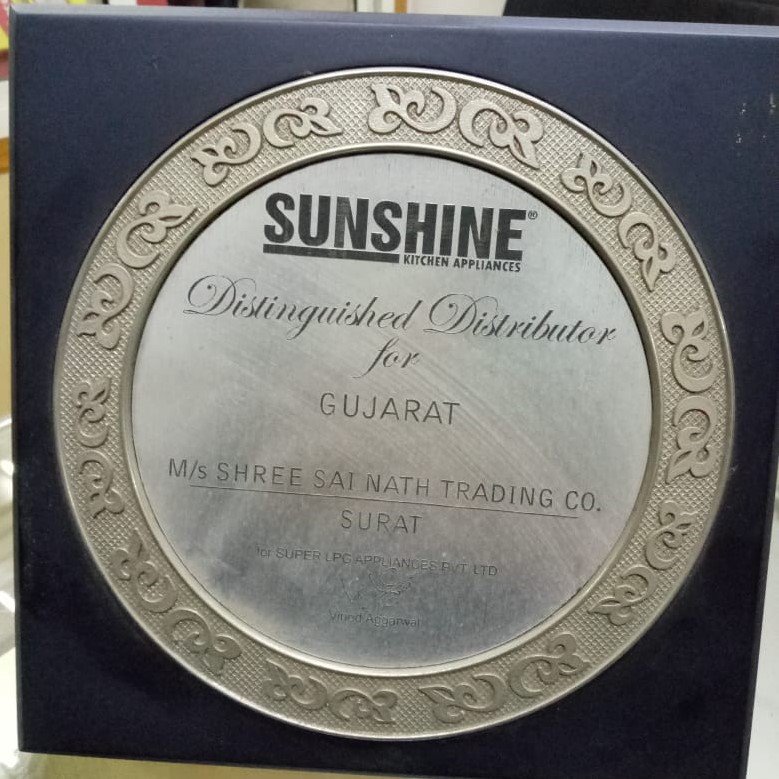 SUNSHINE®
KITCHEN APPLIANCES
Distinguished Distributor
for
GUJARAT
M/s SHREE SAI NATH TRADING CO.
SURAT
for SUPER LPG APPLIANCES PVT. LTD
Vinod Aggarwal